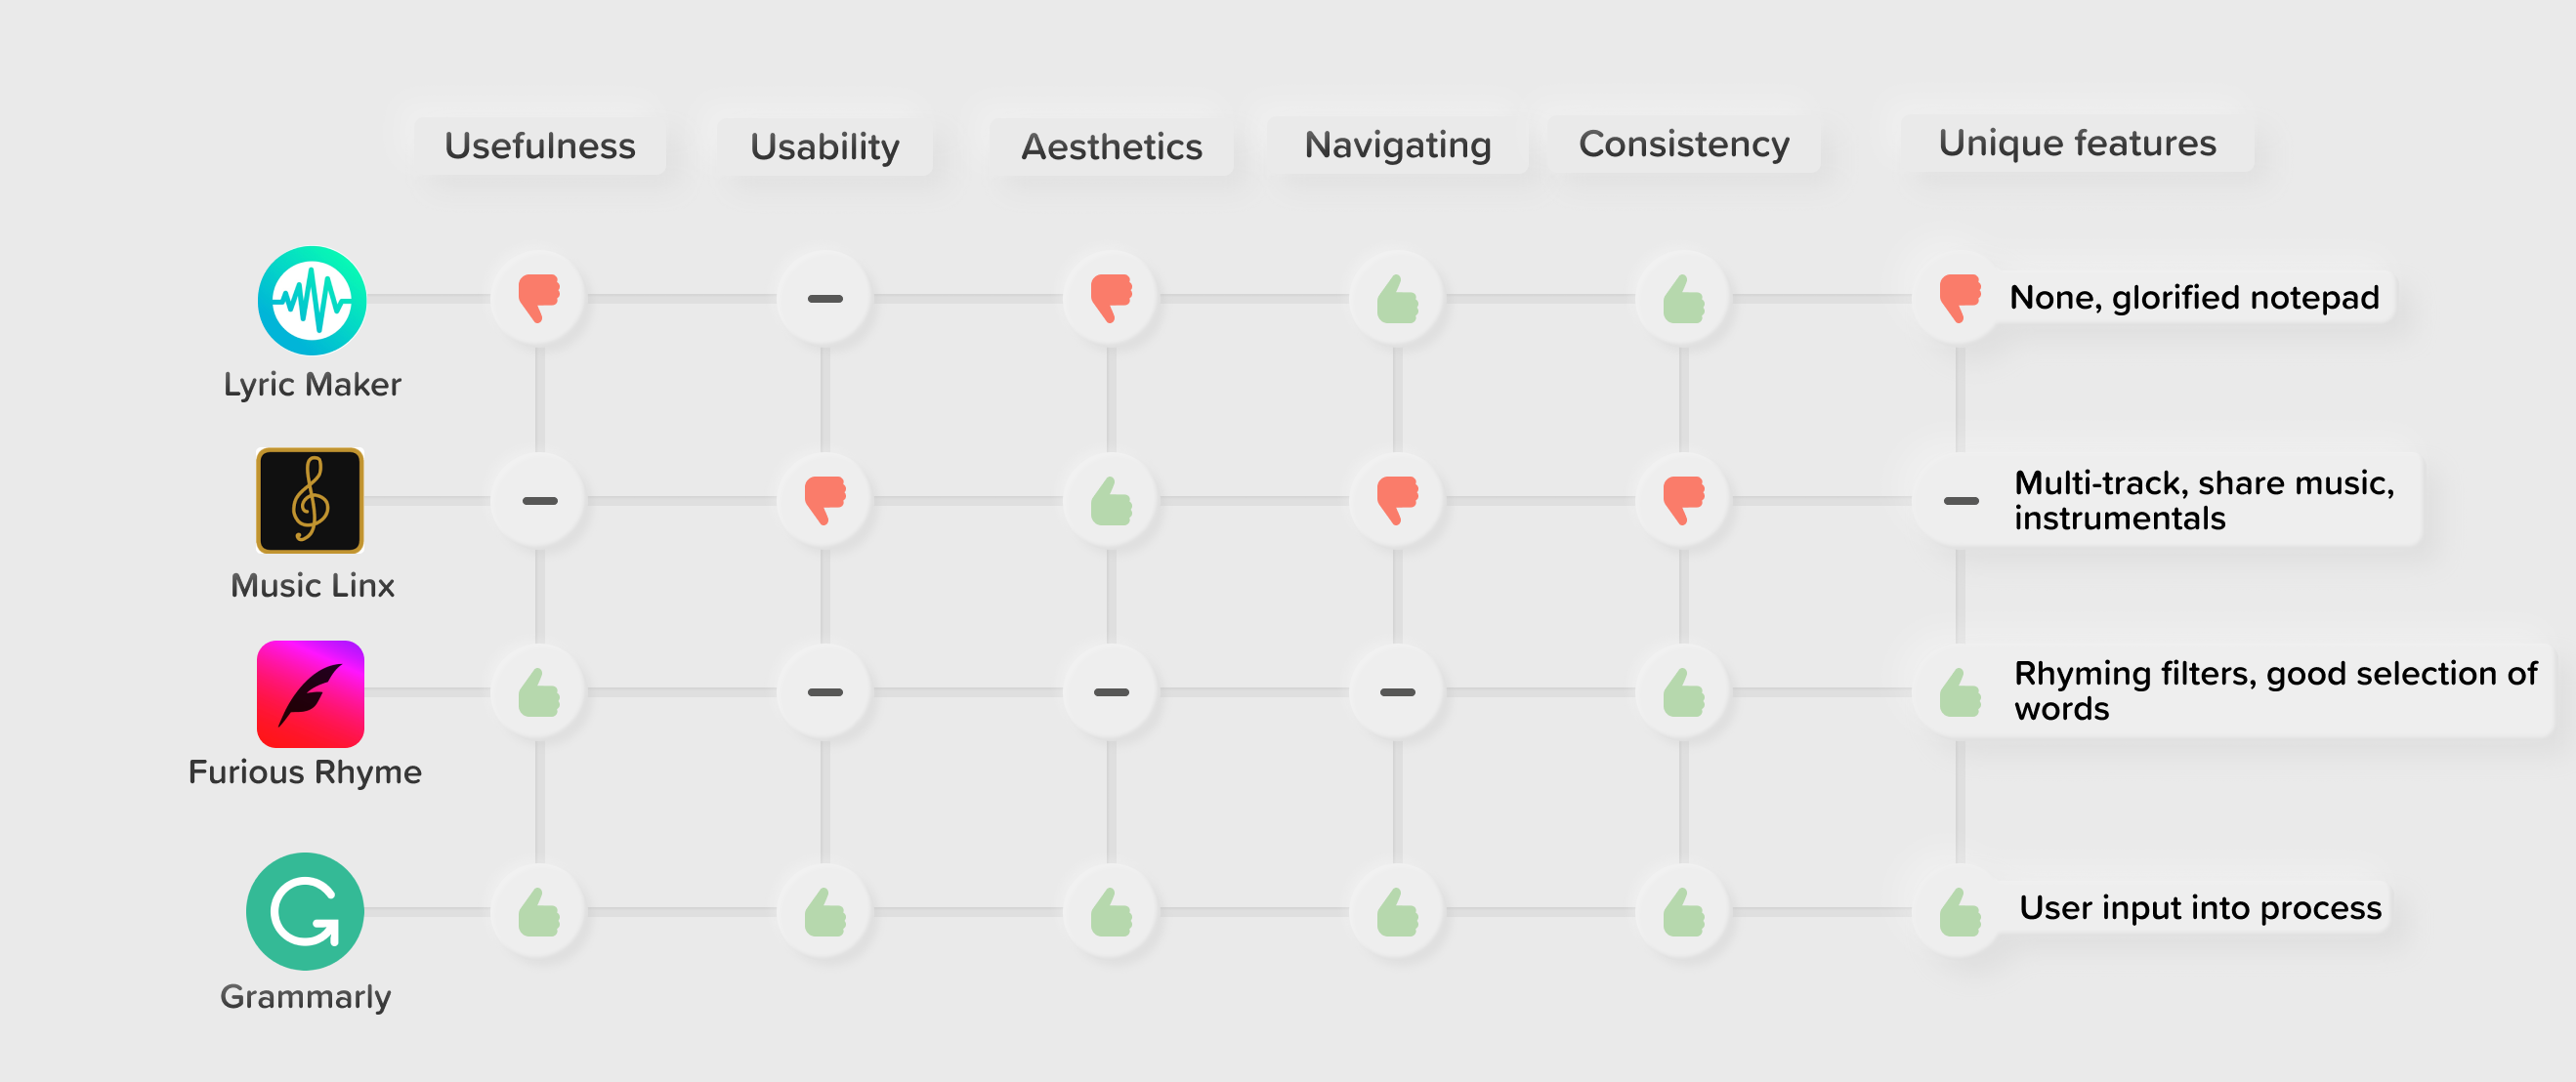 Usefulness
Usability
Aesthetics
Navigating
Consistency
Unique features
None, glorified notepad
Lyric Maker
Multi-track, share music,
instrumentals
Music Linx
Rhyming filters, good selection of
words
Furious Rhyme
User input into process
Grammarly